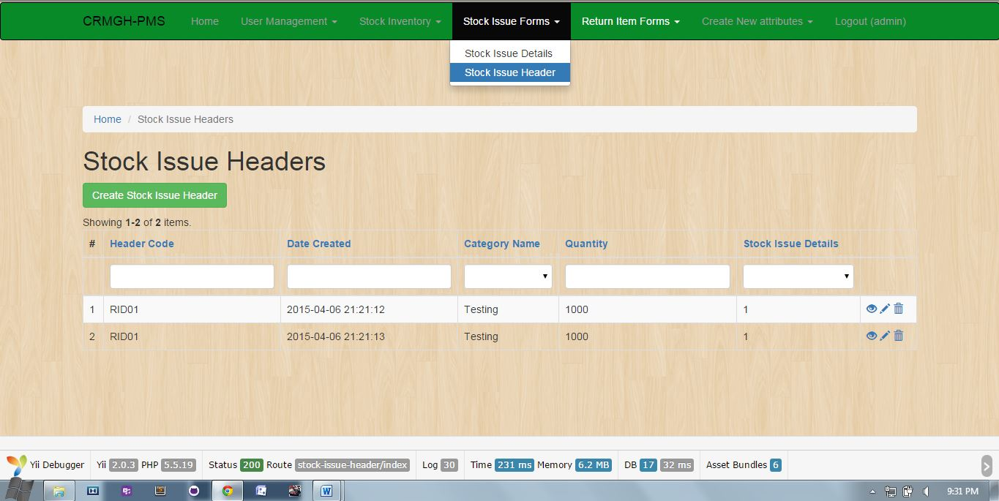 CRMGH-PMS Home User Management Stock Inventory Stock Issue Forms Return Item Forms Create New attributes Logout (admin)
Stock Issue Details
Stock Issue Header
Home / Stock Issue Headers
Stock Issue Headers
Create Stock Issue Header
Showing 1-2 of 2 items.
# Header Code Date Created Category Name Quantity Stock Issue Details
1 RID01 2015-04-06 21:21:12 Testing 1000 1
2 RID01 2015-04-06 21:21:13 Testing 1000 1
Yii Debugger Yii 2.0.3 PHP 5.5.19 Status 200 Route stock-issue-header/index Log 30 Time 231 ms Memory 6.2 MB DB 17 32 ms Asset Bundles 6
9:31 PM